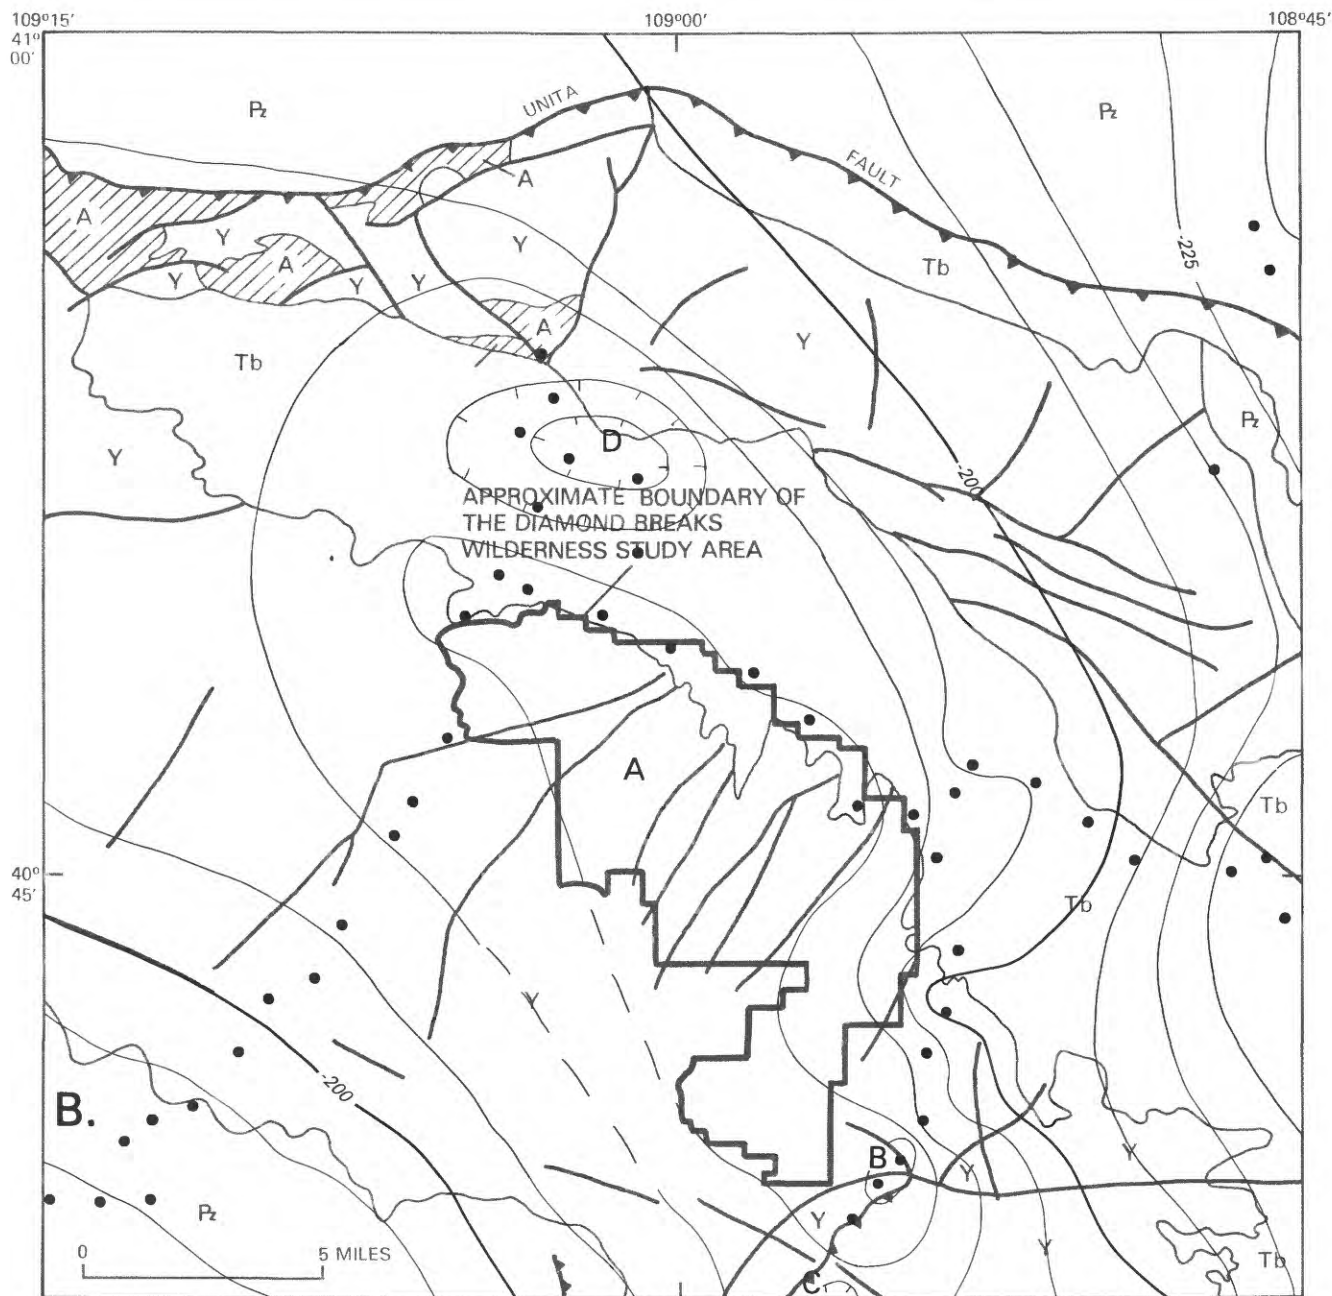 109°15'
109°00'
108°45'
41°
00'
Pz
UNITA
Pz
FAULT
A
A
Y
Y
A
Y
Y
Y
-225
Tb
A
Y
Tb
Pz
Y
D
-200
APPROXIMATE BOUNDARY OF
THE DIAMOND BREAKS
WILDERNESS STUDY AREA
A
Tb
40°
45'
Tb
Y
-200
B.
B
Y
Y
Pz
Y
Y
0
5 MILES
Tb
C